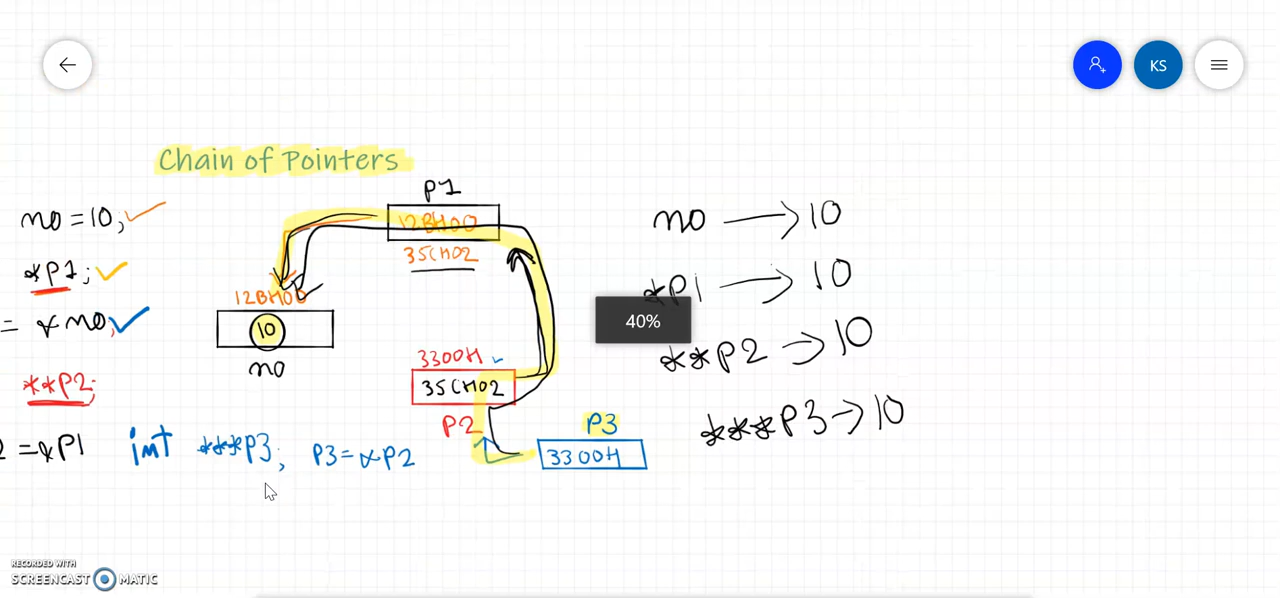 KS
Chain of Pointers
no = 10;
*P1;
= &no;
**P2;
2 = &P1
int ***P3; P3 = &P2
P1
12BH00
35CH02
12BH00
10
no
3300H
35CH02
P2
P3
3300H
no → 10
*P1 → 10
40%
**P2 → 10
***P3 → 10
RECORDED WITH
SCREENCAST MATIC